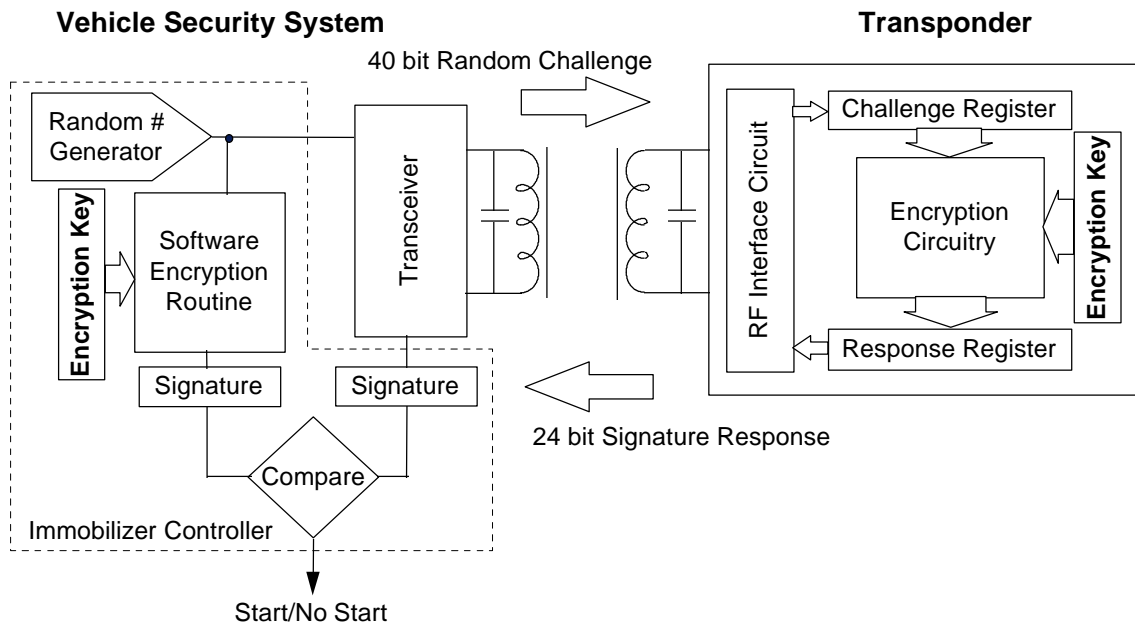 Vehicle Security System
Transponder
40 bit Random Challenge
Random #
Generator
Encryption Key
Software
Encryption
Routine
Transceiver
RF Interface Circuit
Challenge Register
Encryption
Circuitry
Encryption Key
Response Register
Signature
Signature
24 bit Signature Response
Compare
Immobilizer Controller
Start/No Start